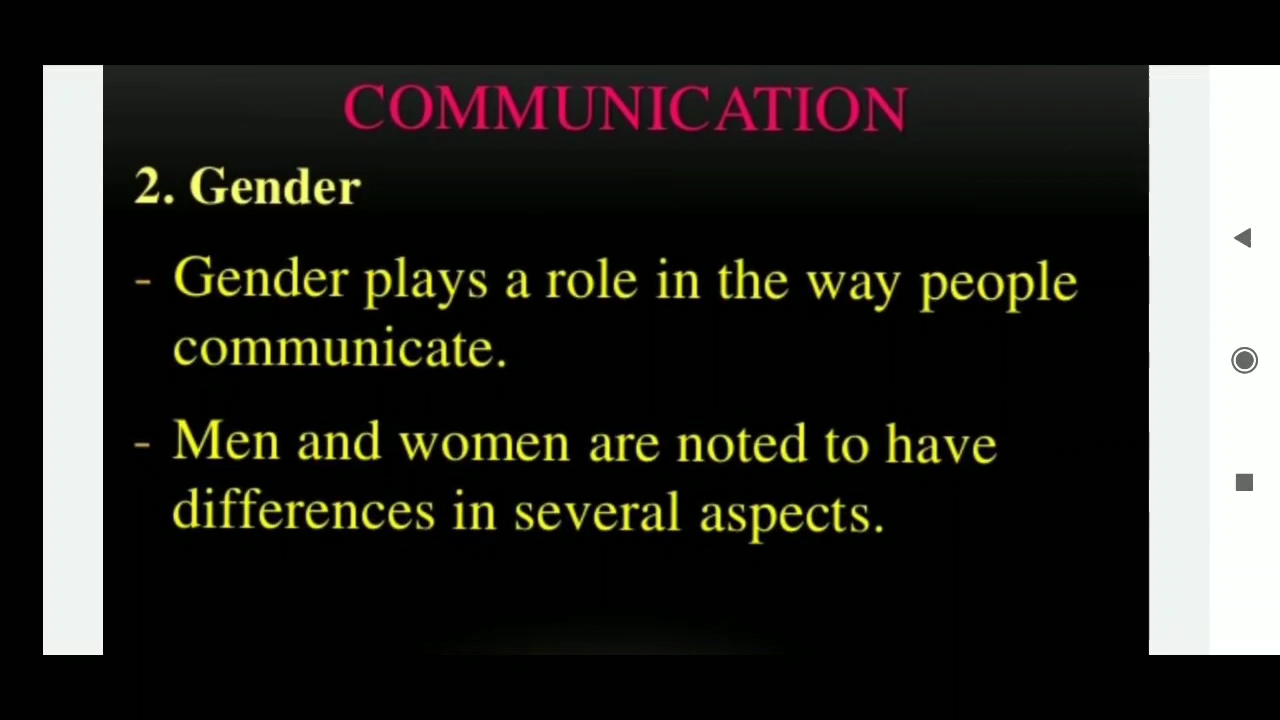 COMMUNICATION
2. Gender
- Gender plays a role in the way people
communicate.
- Men and women are noted to have
differences in several aspects.